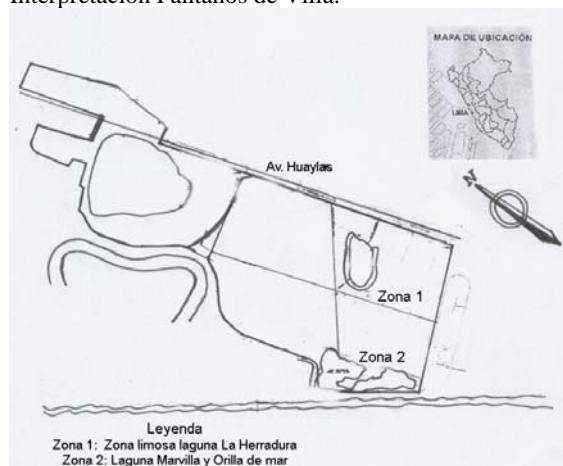 Interpretación Pantanos de Villa.
MAPA DE UBICACIÓN
LIMA
Av. Huaylas
N
Zona 1
Zona 2
Leyenda
Zona 1: Zona limosa laguna La Herradura
Zona 2: Laguna Marvilla y Orilla de mar